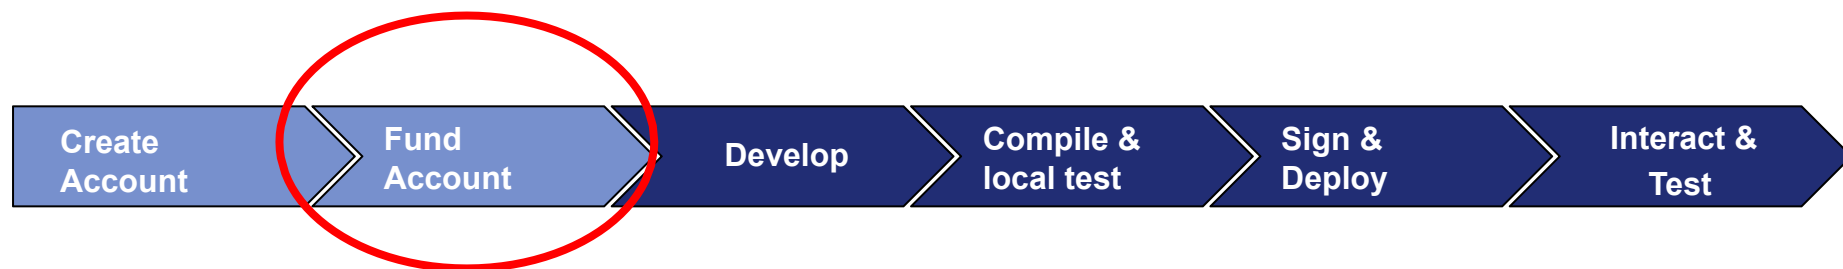 Create
Account
Fund
Account
Develop
Compile &
local test
Sign &
Deploy
Interact &
Test